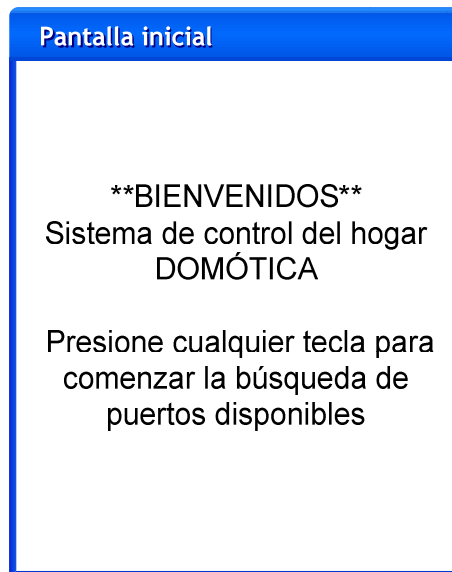 Pantalla inicial
**BIENVENIDOS**
Sistema de control del hogar
DOMÓTICA
Presione cualquier tecla para
comenzar la búsqueda de
puertos disponibles